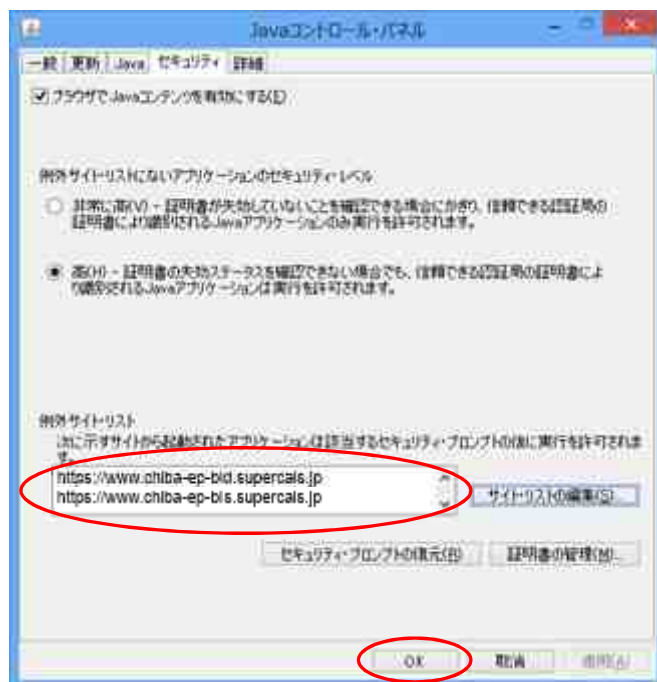 Javaコントロール・パネル
一般 更新 Java セキュリティ 詳細
ブラウザでJavaコンテンツを有効にする(E)
例外サイト・リストにないアプリケーションのセキュリティ・レベル
非常に高(V) - 証明書が失効していないことを確認できる場合にかぎり、信頼できる認証局の
証明書により識別されるJavaアプリケーションのみ実行を許可されます。
高(H) - 証明書の失効ステータスを確認できない場合でも、信頼できる認証局の証明書によ
り識別されるJavaアプリケーションは実行を許可されます。
例外サイト・リスト
次に示すサイトから起動されたアプリケーションは該当するセキュリティ・プロンプトの後に実行を許可されま
す。
https://www.chiba-ep-bid.supercals.jp
https://www.chiba-ep-bis.supercals.jp
サイト・リストの編集(S)...
セキュリティ・プロンプトの復元(R) 証明書の管理(M)...
OK 取消 適用(A)